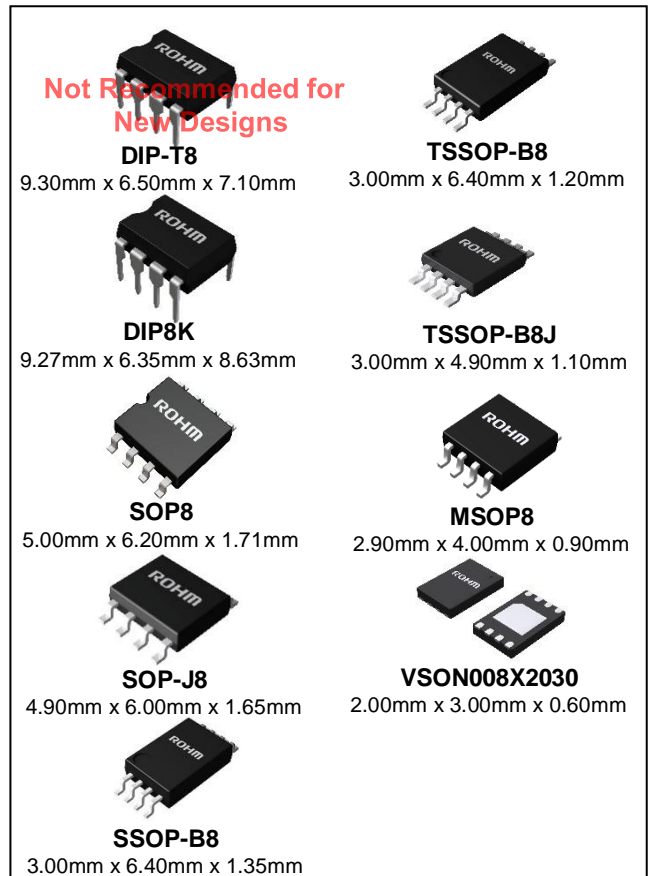 ROHM
Not Recommended for
New Designs
DIP-T8
9.30mm x 6.50mm x 7.10mm
ROHM
DIP8K
9.27mm x 6.35mm x 8.63mm
ROHM
SOP8
5.00mm x 6.20mm x 1.71mm
ROHM
SOP-J8
4.90mm x 6.00mm x 1.65mm
ROHM
SSOP-B8
3.00mm x 6.40mm x 1.35mm
ROHM
TSSOP-B8
3.00mm x 6.40mm x 1.20mm
ROHM
TSSOP-B8J
3.00mm x 4.90mm x 1.10mm
ROHM
MSOP8
2.90mm x 4.00mm x 0.90mm
ROHM
VSON008X2030
2.00mm x 3.00mm x 0.60mm